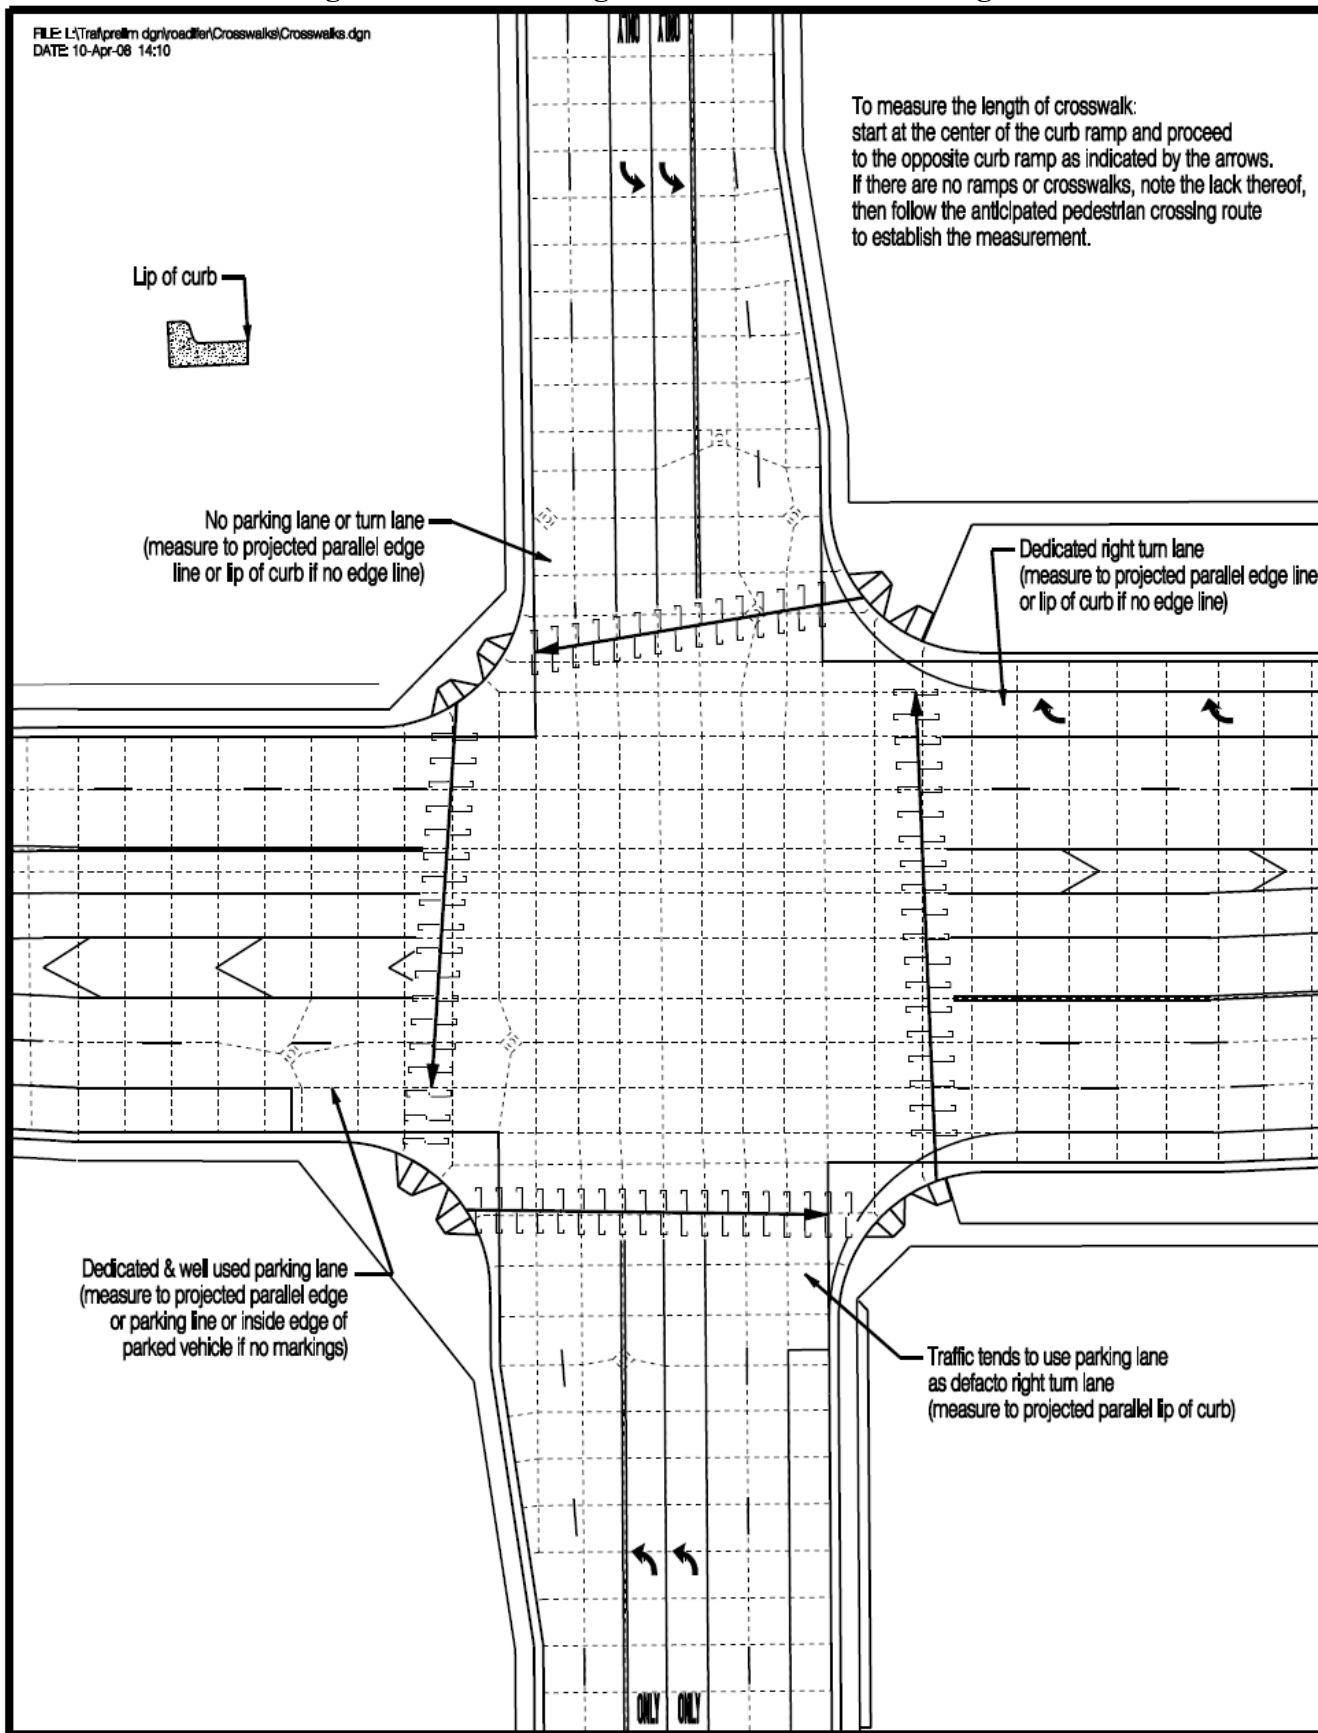 FILE: L:\Traf\prelim dgn\roadlfer\Crosswalks\Crosswalks.dgn
DATE: 10-Apr-08 14:10
ONLY ONLY
To measure the length of crosswalk:
start at the center of the curb ramp and proceed
to the opposite curb ramp as indicated by the arrows.
If there are no ramps or crosswalks, note the lack thereof,
then follow the anticipated pedestrian crossing route
to establish the measurement.
Lip of curb
No parking lane or turn lane
(measure to projected parallel edge
line or lip of curb if no edge line)
Dedicated right turn lane
(measure to projected parallel edge line
or lip of curb if no edge line)
Dedicated & well used parking lane
(measure to projected parallel edge
or parking line or inside edge of
parked vehicle if no markings)
Traffic tends to use parking lane
as defacto right turn lane
(measure to projected parallel lip of curb)
ONLY ONLY